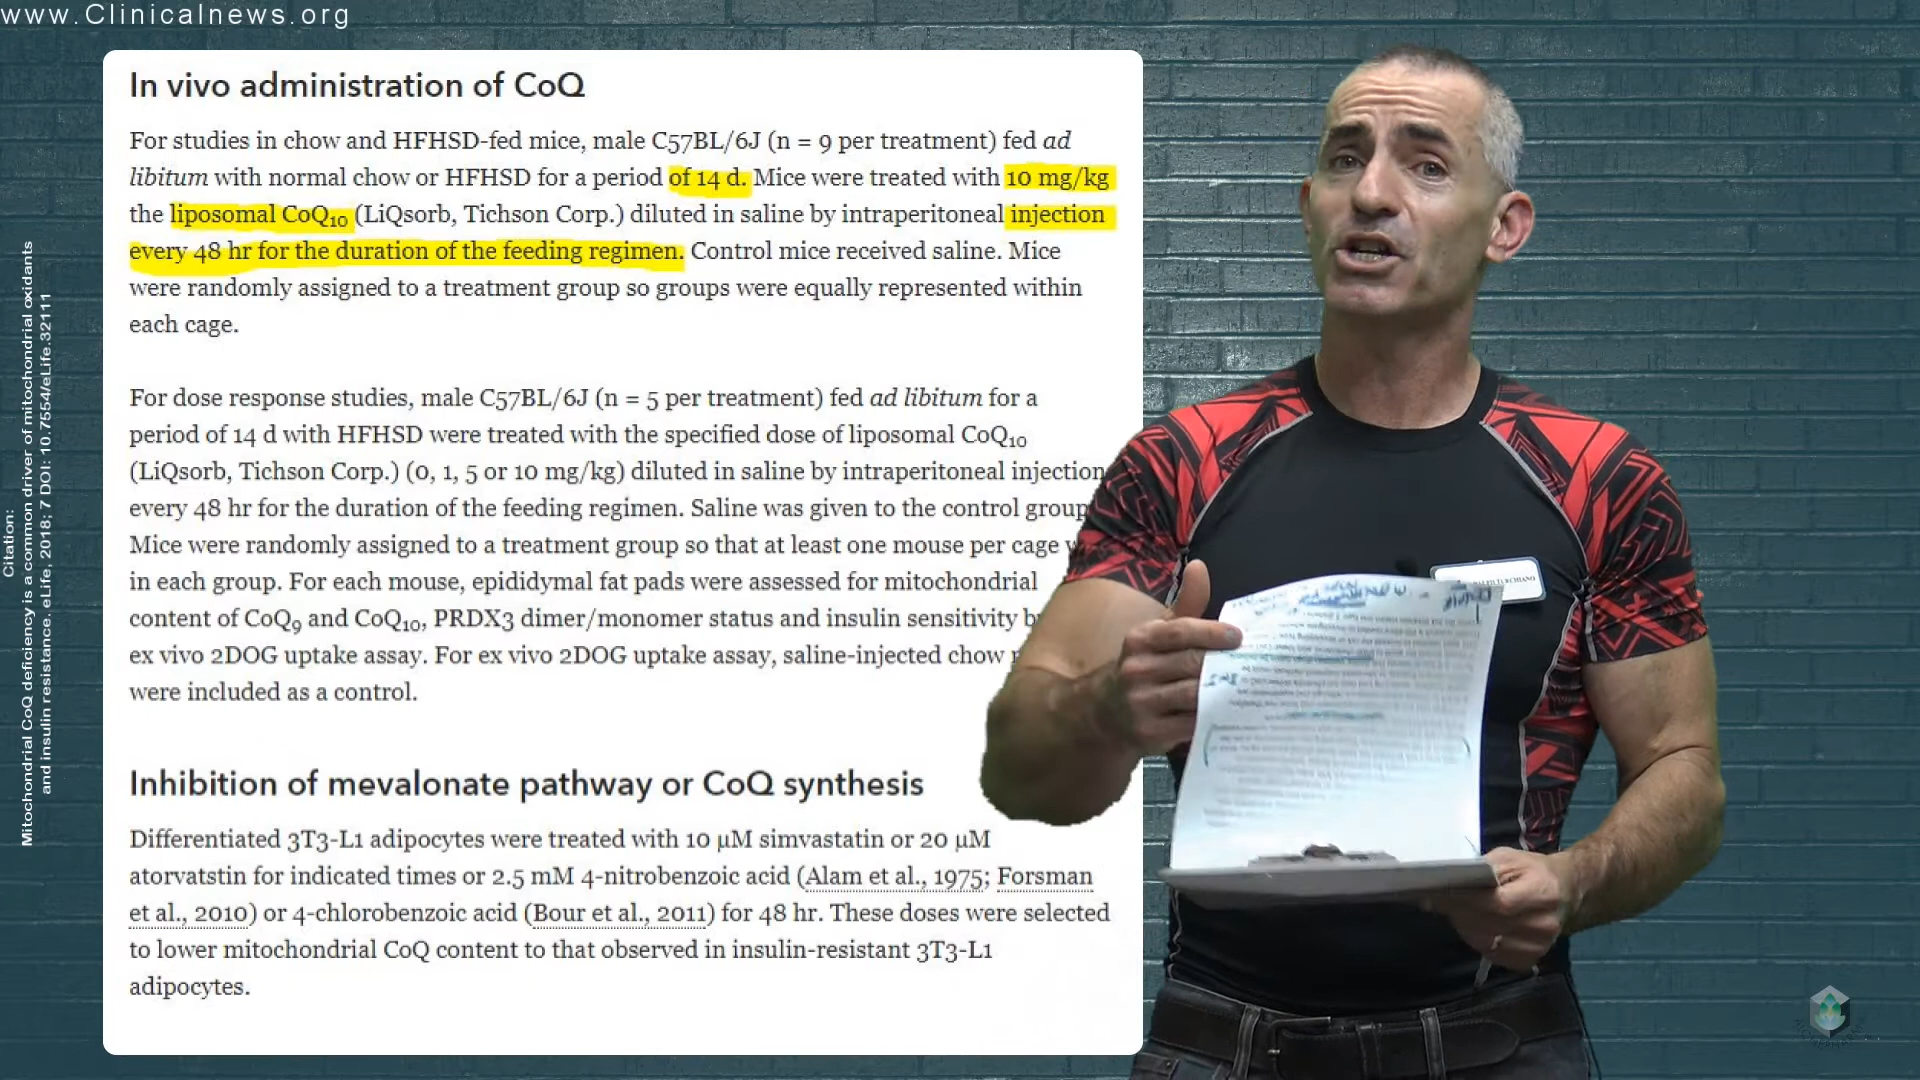 www.Clinicalnews.org
Citation:
Mitochondrial CoQ deficiency is a common driver of mitochondrial oxidants
and insulin resistance. eLife, 2018; 7 DOI: 10.7554/eLife.32111
In vivo administration of CoQ
For studies in chow and HFHSD-fed mice, male C57BL/6J (n = 9 per treatment) fed ad
libitum with normal chow or HFHSD for a period of 14 d. Mice were treated with 10 mg/kg
the liposomal CoQ10 (LiQsorb, Tichson Corp.) diluted in saline by intraperitoneal injection
every 48 hr for the duration of the feeding regimen. Control mice received saline. Mice
were randomly assigned to a treatment group so groups were equally represented within
each cage.
For dose response studies, male C57BL/6J (n = 5 per treatment) fed ad libitum for a
period of 14 d with HFHSD were treated with the specified dose of liposomal CoQ10
(LiQsorb, Tichson Corp.) (0, 1, 5 or 10 mg/kg) diluted in saline by intraperitoneal injection
every 48 hr for the duration of the feeding regimen. Saline was given to the control group
Mice were randomly assigned to a treatment group so that at least one mouse per cage
in each group. For each mouse, epididymal fat pads were assessed for mitochondrial
content of CoQ9 and CoQ10, PRDX3 dimer/monomer status and insulin sensitivity
ex vivo 2DOG uptake assay. For ex vivo 2DOG uptake assay, saline-injected chow
were included as a control.
Inhibition of mevalonate pathway or CoQ synthesis
Differentiated 3T3-L1 adipocytes were treated with 10 µM simvastatin or 20 µM
atorvatstin for indicated times or 2.5 mM 4-nitrobenzoic acid (Alam et al., 1975; Forsman
et al., 2010) or 4-chlorobenzoic acid (Bour et al., 2011) for 48 hr. These doses were selected
to lower mitochondrial CoQ content to that observed in insulin-resistant 3T3-L1
adipocytes.